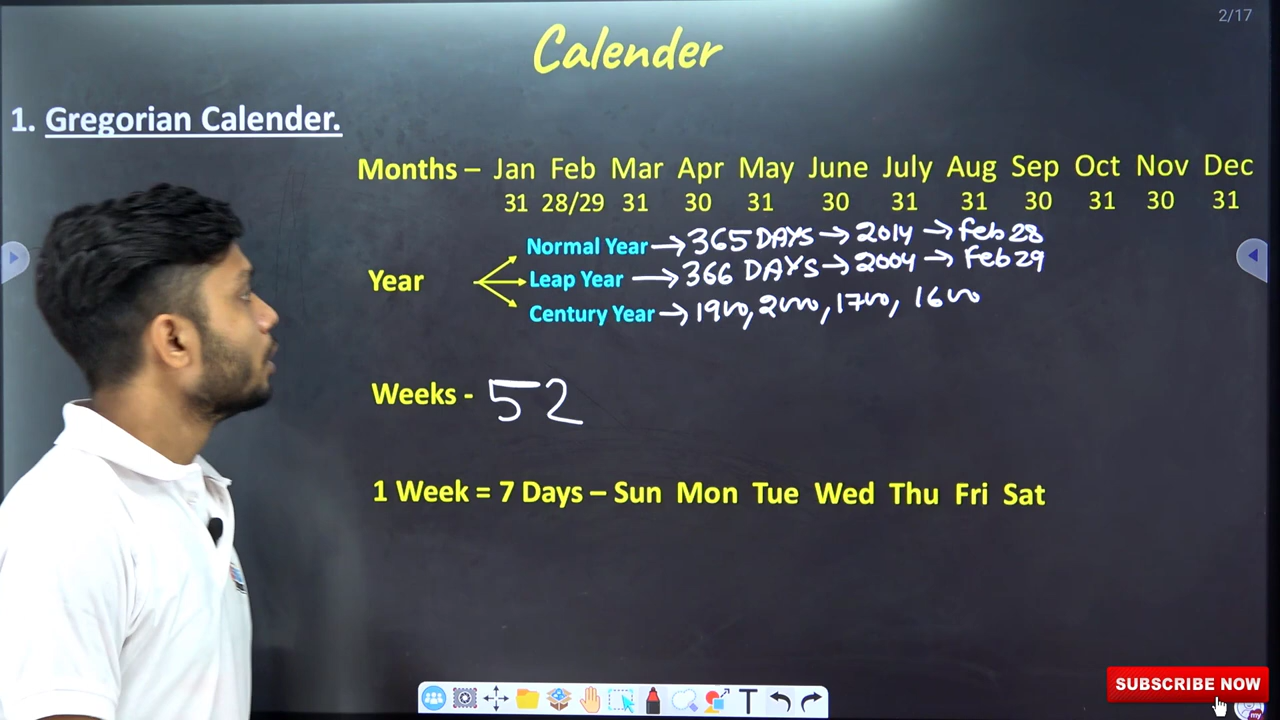 2/17
Calender
1. Gregorian Calender.
Months – Jan Feb Mar Apr May June July Aug Sep Oct Nov Dec
31 28/29 31 30 31 30 31 31 30 31 30 31
Year
Normal Year → 365 DAYS → 2014 → Feb 28
Leap Year → 366 DAYS → 2004 → Feb 29
Century Year → 1900, 2000, 1700, 1600
Weeks - 52
1 Week = 7 Days – Sun Mon Tue Wed Thu Fri Sat
T
SUBSCRIBE NOW
my